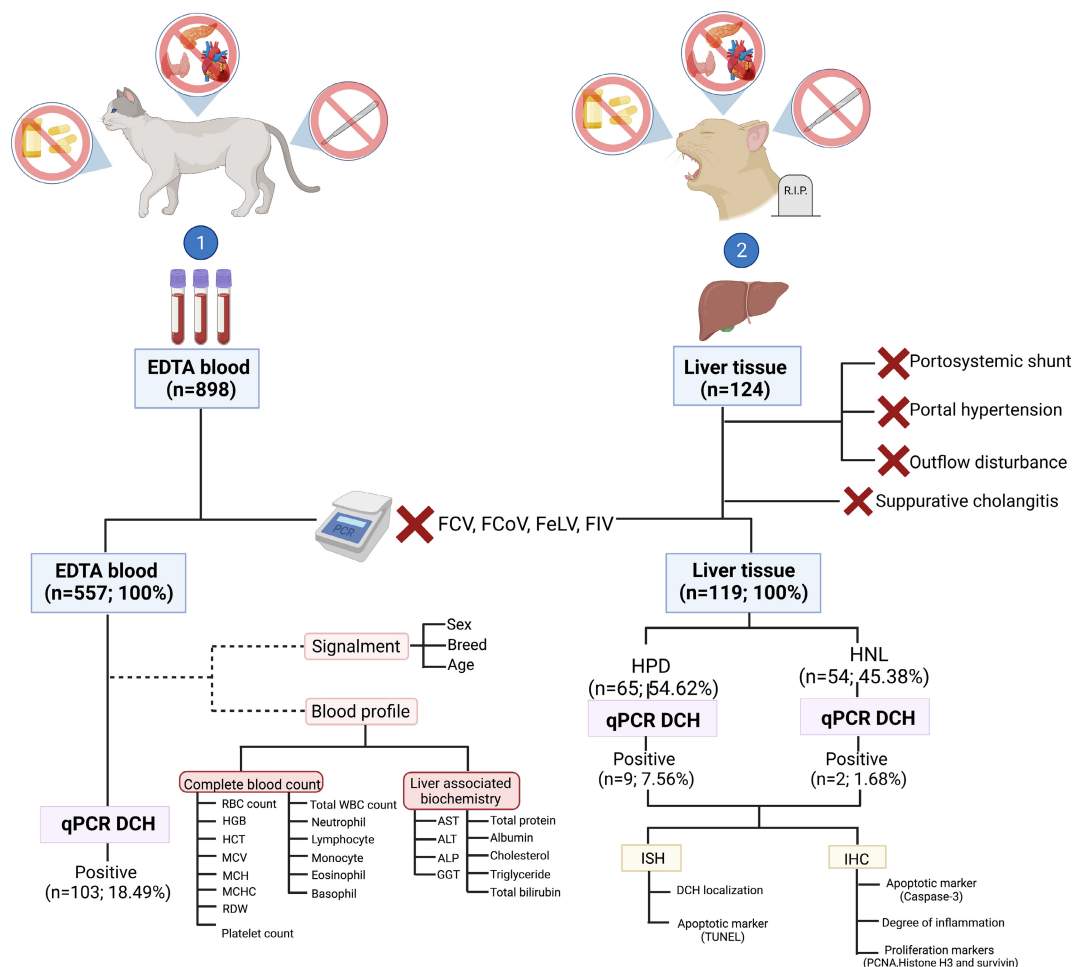 R.I.P.
1
2
EDTA blood
(n=898)
Liver tissue
(n=124)
Portosystemic shunt
Portal hypertension
Outflow disturbance
Suppurative cholangitis
PCR
FCV, FCoV, FeLV, FIV
EDTA blood
(n=557; 100%)
Liver tissue
(n=119; 100%)
Signalment
Sex
Breed
Age
Blood profile
Complete blood count
RBC count
HGB
HCT
MCV
MCH
MCHC
RDW
Platelet count
Total WBC count
Neutrophil
Lymphocyte
Monocyte
Eosinophil
Basophil
Liver associated
biochemistry
AST
ALT
ALP
GGT
Total protein
Albumin
Cholesterol
Triglyceride
Total bilirubin
qPCR DCH
Positive
(n=103; 18.49%)
HPD
(n=65; 54.62%)
qPCR DCH
Positive
(n=9; 7.56%)
HNL
(n=54; 45.38%)
qPCR DCH
Positive
(n=2; 1.68%)
ISH
DCH localization
Apoptotic marker
(TUNEL)
IHC
Apoptotic marker
(Caspase-3)
Degree of inflammation
Proliferation markers
(PCNA,Histone H3 and survivin)